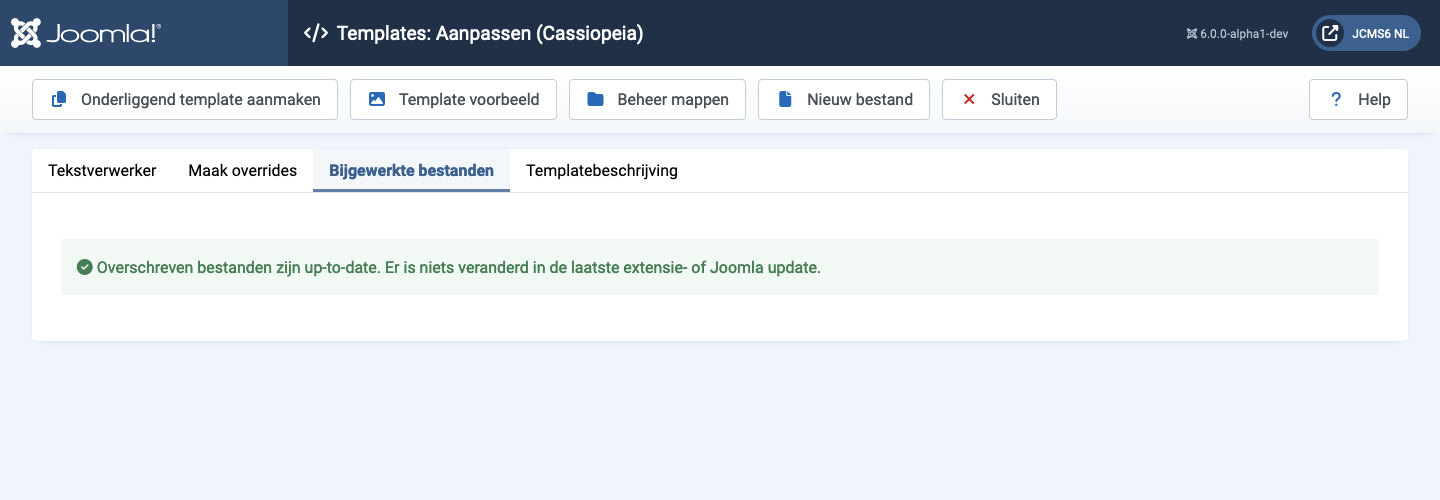 Joomla!® Templates: Aanpassen (Cassiopeia) 6.0.0-alpha1-dev JCMS6 NL
Onderliggend template aanmaken Template voorbeeld Beheer mappen Nieuw bestand Sluiten ? Help
Tekstverwerker Maak overrides Bijgewerkte bestanden Templatebeschrijving
Overschreven bestanden zijn up-to-date. Er is niets veranderd in de laatste extensie- of Joomla update.